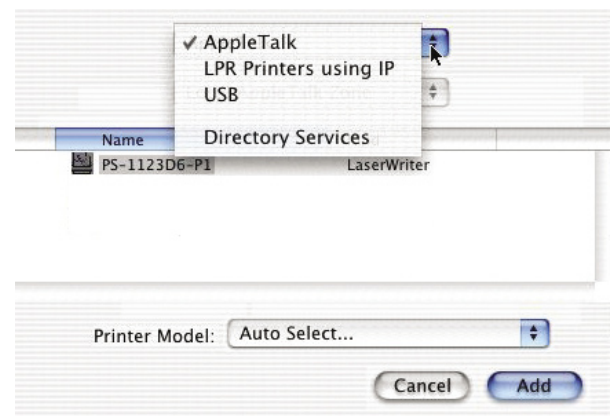 ✓ AppleTalk
LPR Printers using IP
USB
Directory Services
Name
PS-1123D6-P1 LaserWriter
Printer Model: Auto Select...
Cancel Add